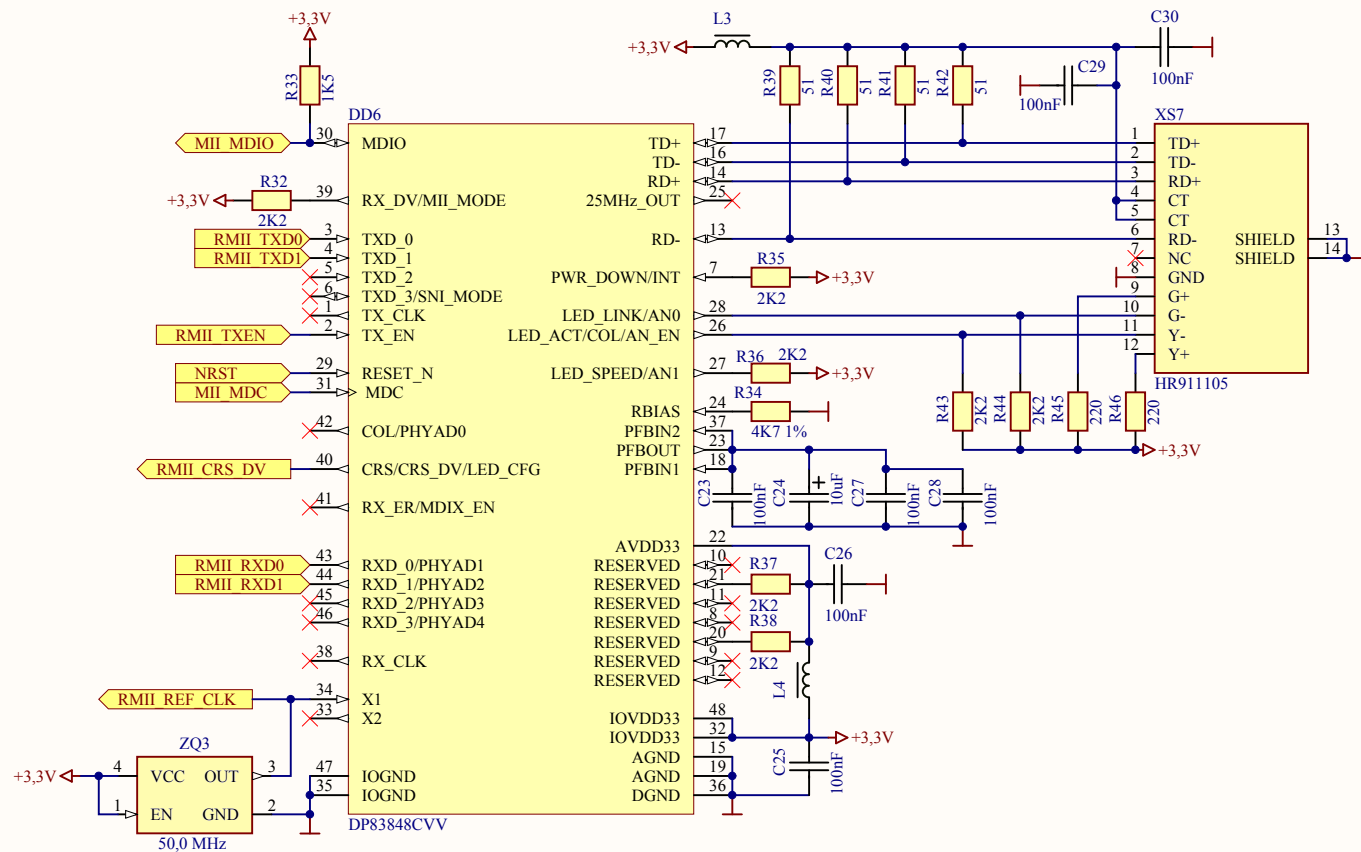 +3,3V
R33
1K5
MII_MDIO
+3,3V
R32
2K2
RMII_TXD0
RMII_TXD1
RMII_TXEN
NRST
MII_MDC
RMII_CRS_DV
RMII_RXD0
RMII_RXD1
RMII_REF_CLK
ZQ3
+3,3V
4 VCC OUT 3
1 EN GND 2
50,0 MHz
DD6
30 MDIO
39 RX_DV/MII_MODE
3 TXD_0
4 TXD_1
5 TXD_2
6 TXD_3/SNI_MODE
1 TX_CLK
2 TX_EN
29 RESET_N
31 MDC
42 COL/PHYAD0
40 CRS/CRS_DV/LED_CFG
41 RX_ER/MDIX_EN
43 RXD_0/PHYAD1
44 RXD_1/PHYAD2
45 RXD_2/PHYAD3
46 RXD_3/PHYAD4
38 RX_CLK
34 X1
33 X2
47 IOGND
35 IOGND
TD+ 17
TD- 16
RD+ 14
25MHz_OUT 25
RD- 13
PWR_DOWN/INT 7
LED_LINK/AN0 28
LED_ACT/COL/AN_EN 26
LED_SPEED/AN1 27
RBIAS 24
PFBIN2 37
PFBOUT 23
PFBIN1 18
AVDD33 22
RESERVED 10
RESERVED 21
RESERVED 11
RESERVED 8
RESERVED 20
RESERVED 9
RESERVED 12
IOVDD33 48
IOVDD33 32
AGND 15
AGND 19
DGND 36
DP83848CVV
L3
+3,3V
R39
51
R40
51
R41
51
R42
51
C30
100nF
C29
100nF
R35
2K2
+3,3V
R36
2K2
+3,3V
R34
4K7 1%
C23
100nF
C24
+
10uF
C27
100nF
C28
100nF
R37
2K2
R38
2K2
C26
100nF
L4
+3,3V
C25
100nF
R43
2K2
R44
2K2
R45
220
R46
220
+3,3V
XS7
1 TD+
2 TD-
3 RD+
4 CT
5 CT
6 RD-
7 NC
8 GND
9 G+
10 G-
11 Y-
12 Y+
SHIELD 13
SHIELD 14
HR911105